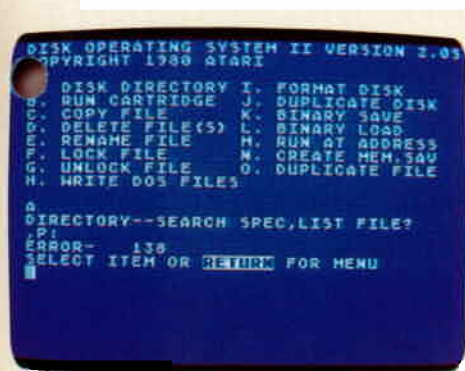 DISK OPERATING SYSTEM II VERSION 2.0S
COPYRIGHT 1980 ATARI
DISK DIRECTORY I. FORMAT DISK
B. RUN CARTRIDGE J. DUPLICATE DISK
C. COPY FILE K. BINARY SAVE
D. DELETE FILE(S) L. BINARY LOAD
E. RENAME FILE M. RUN AT ADDRESS
F. LOCK FILE N. CREATE MEM.SAV
G. UNLOCK FILE O. DUPLICATE FILE
H. WRITE DOS FILES
A
DIRECTORY--SEARCH SPEC,LIST FILE?
,P:
ERROR- 138
SELECT ITEM OR RETURN FOR MENU